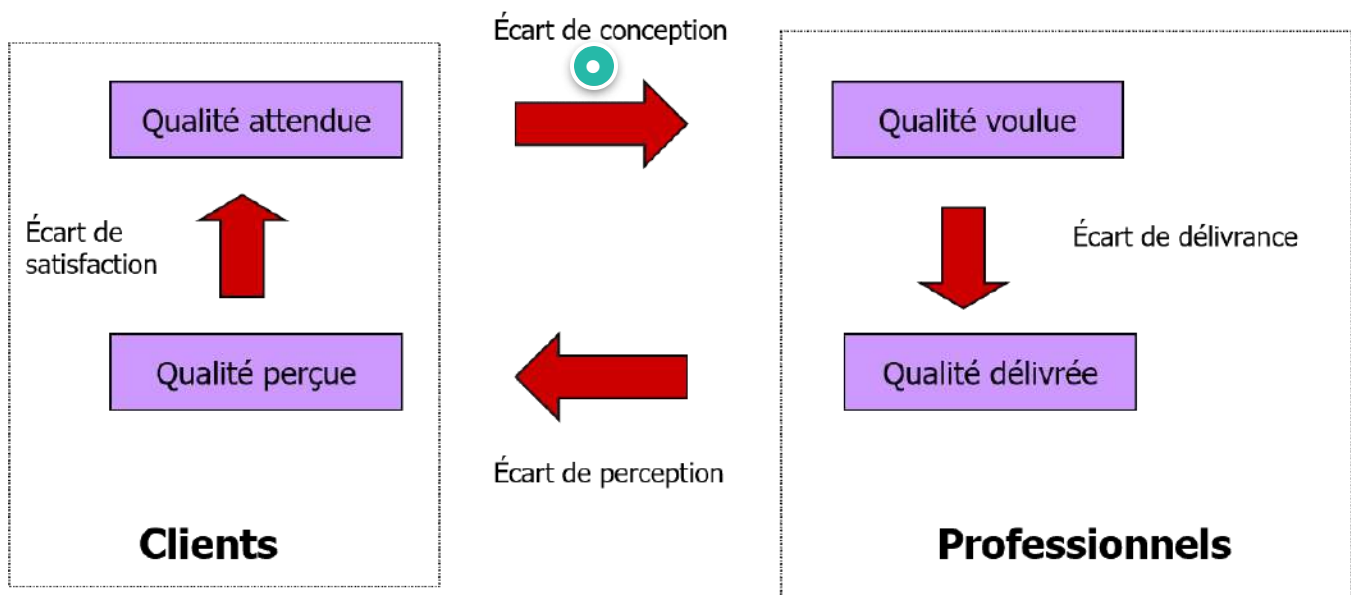 Écart de conception
Qualité attendue
Qualité voulue
Écart de
satisfaction
Écart de délivrance
Qualité perçue
Qualité délivrée
Écart de perception
Clients
Professionnels